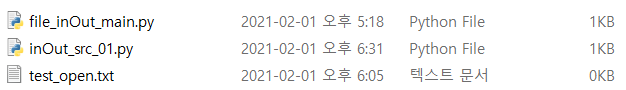 file_inOut_main.py 2021-02-01 오후 5:18 Python File 1KB
inOut_src_01.py 2021-02-01 오후 6:31 Python File 1KB
test_open.txt 2021-02-01 오후 6:05 텍스트 문서 0KB